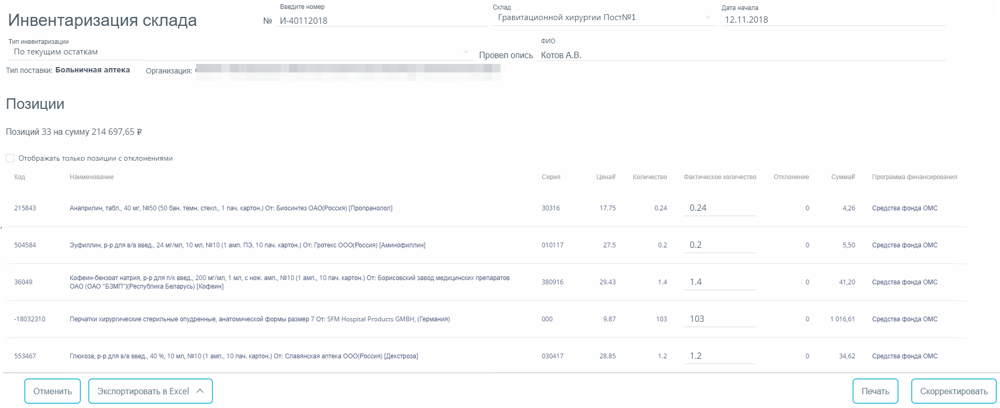 Инвентаризация склада
Введите номер
№ И-40112018
Склад
Гравитационной хирургии Пост№1
Дата начала
12.11.2018
Тип инвентаризации
По текущим остаткам
ФИО
Провел опись Котов А.В.
Тип поставки: Больничная аптека Организация:
Позиции
Позиций 33 на сумму 214 697,65 ₽
Отображать только позиции с отклонениями
Код Наименование Серия Цена₽ Количество Фактическое количество Отклонение Сумма₽ Программа финансирования
215843 Анаприлин, табл., 40 мг, №50 (50 бан. темн. стекл., 1 пач. картон.) От: Биосинтез ОАО(Россия) [Пропранолол] 30316 17.75 0.24 0.24 0 4,26 Средства фонда ОМС
504584 Эуфиллин, р-р для в/в введ., 24 мг/мл, 10 мл, №10 (1 амп. ПЭ, 10 пач. картон.) От: Гротекс ООО(Россия) [Аминофиллин] 010117 27.5 0.2 0.2 0 5,50 Средства фонда ОМС
36049 Кофеин-бензоат натрия, р-р для п/к введ., 200 мг/мл, 1 мл, с нож. амп., №10 (1 амп., 10 пач. картон.) От: Борисовский завод медицинских препаратов
ОАО (ОАО "БЗМП")(Республика Беларусь) [Кофеин] 380916 29.43 1.4 1.4 0 41,20 Средства фонда ОМС
-18032310 Перчатки хирургические стерильные опудренные, анатомической формы размер 7 От: SFM Hospital Products GMBH, (Германия) 000 9.87 103 103 0 1 016,61 Средства фонда ОМС
553467 Глюкоза, р-р для в/в введ., 40 %, 10 мл, №10 (1 амп., 10 пач. картон.) От: Славянская аптека ООО(Россия) [Декстроза] 030417 28.85 1.2 1.2 0 34,62 Средства фонда ОМС
Отменить Экспортировать в Excel Печать Скорректировать